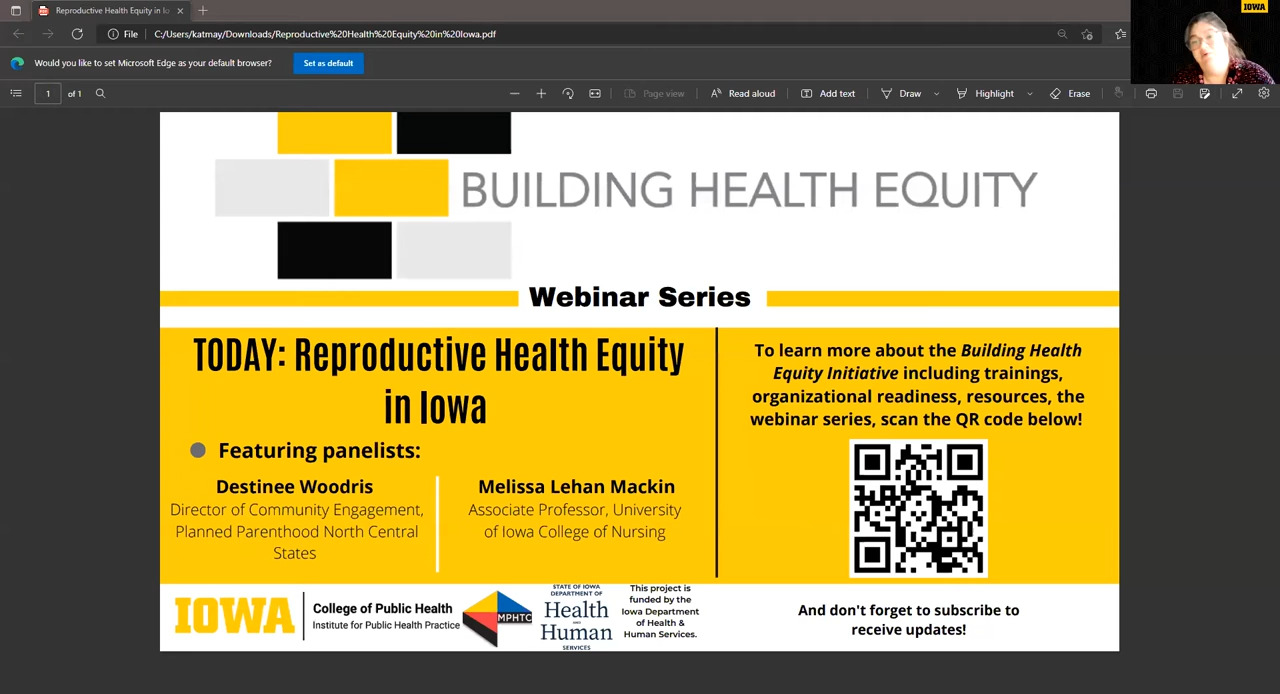 Reproductive Health Equity in Io
File
C:/Users/katmay/Downloads/Reproductive%20Health%20Equity%20in%20Iowa.pdf
IOWA
Would you like to set Microsoft Edge as your default browser?
Set as default
1
of 1
Page view
Read aloud
Add text
Draw
Highlight
Erase
BUILDING HEALTH EQUITY
Webinar Series
TODAY: Reproductive Health Equity
in Iowa
Featuring panelists:
Destinee Woodris
Director of Community Engagement,
Planned Parenthood North Central
States
Melissa Lehan Mackin
Associate Professor, University
of Iowa College of Nursing
To learn more about the Building Health
Equity Initiative including trainings,
organizational readiness, resources, the
webinar series, scan the QR code below!
IOWA
College of Public Health
Institute for Public Health Practice
MPHTC
STATE OF IOWA
DEPARTMENT OF
Health
AND
Human
SERVICES
This project is
funded by the
Iowa Department
of Health &
Human Services.
And don't forget to subscribe to
receive updates!